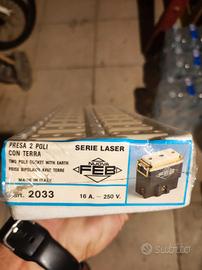 PRESA 2 POLI
CON TERRA
TWO POLE SOCKET WITH EARTH
PRISE BIPOLAIRE AVEC TERRE
MADE IN ITALY
SERIE LASER
NUOVA
FEB
art. 2033
16 A. - 250 V.
Subito